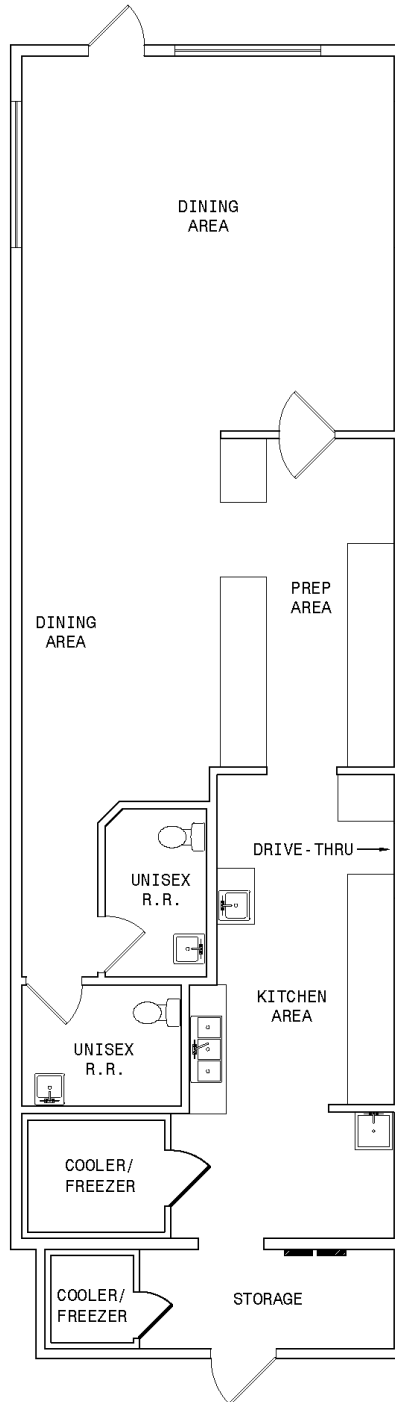 DINING
AREA
PREP
AREA
DINING
AREA
DRIVE-THRU
UNISEX
R.R.
KITCHEN
AREA
UNISEX
R.R.
COOLER/
FREEZER
COOLER/
FREEZER
STORAGE